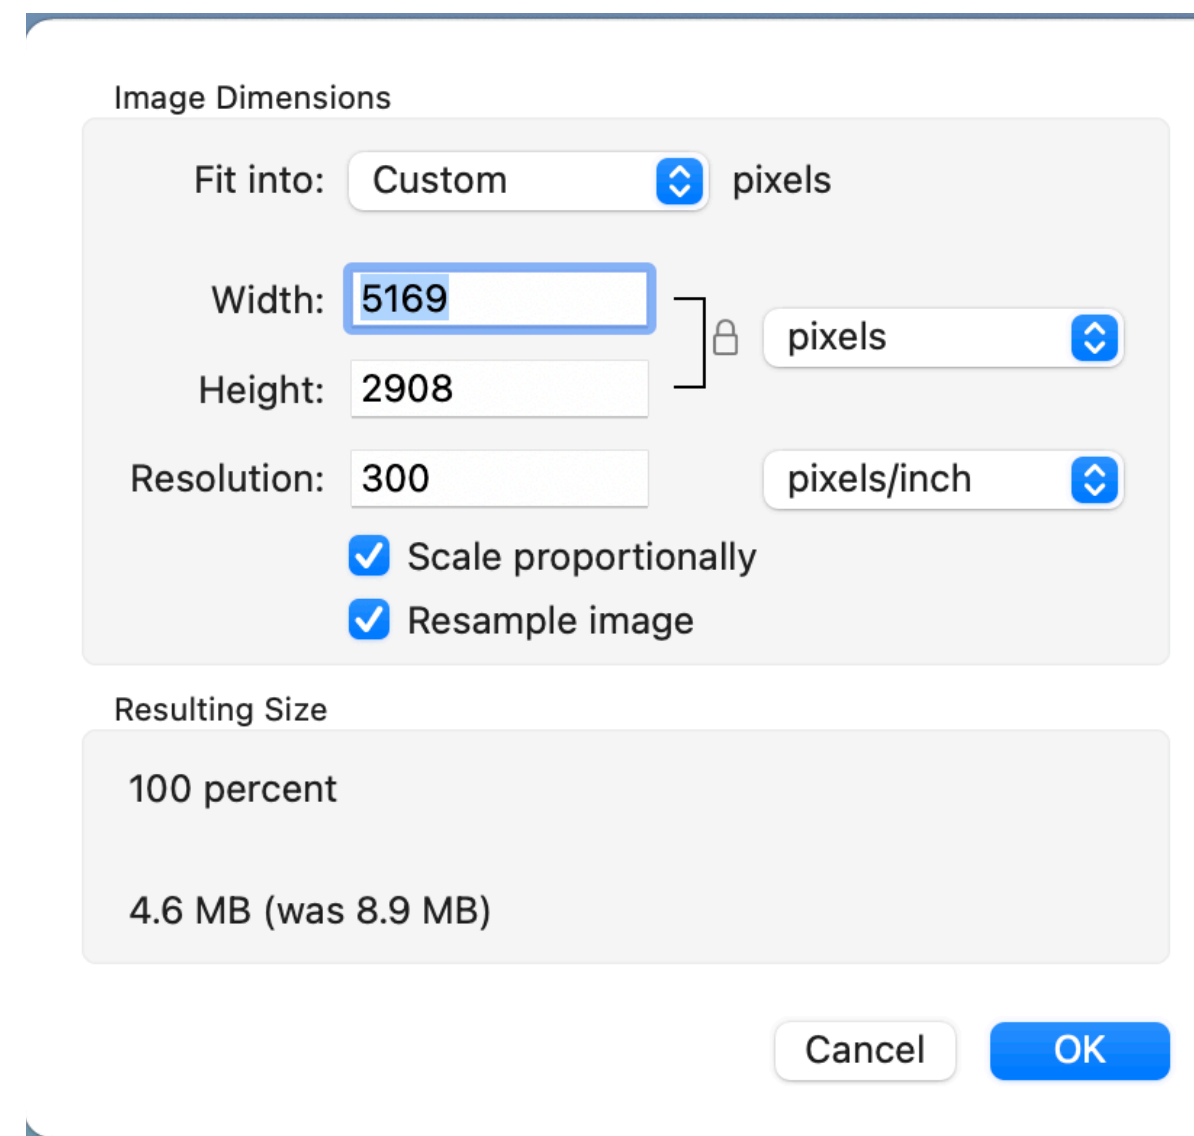 Image Dimensions
Fit into: Custom pixels
Width: 5169
pixels
Height: 2908
Resolution: 300 pixels/inch
Scale proportionally
Resample image
Resulting Size
100 percent
4.6 MB (was 8.9 MB)
Cancel OK